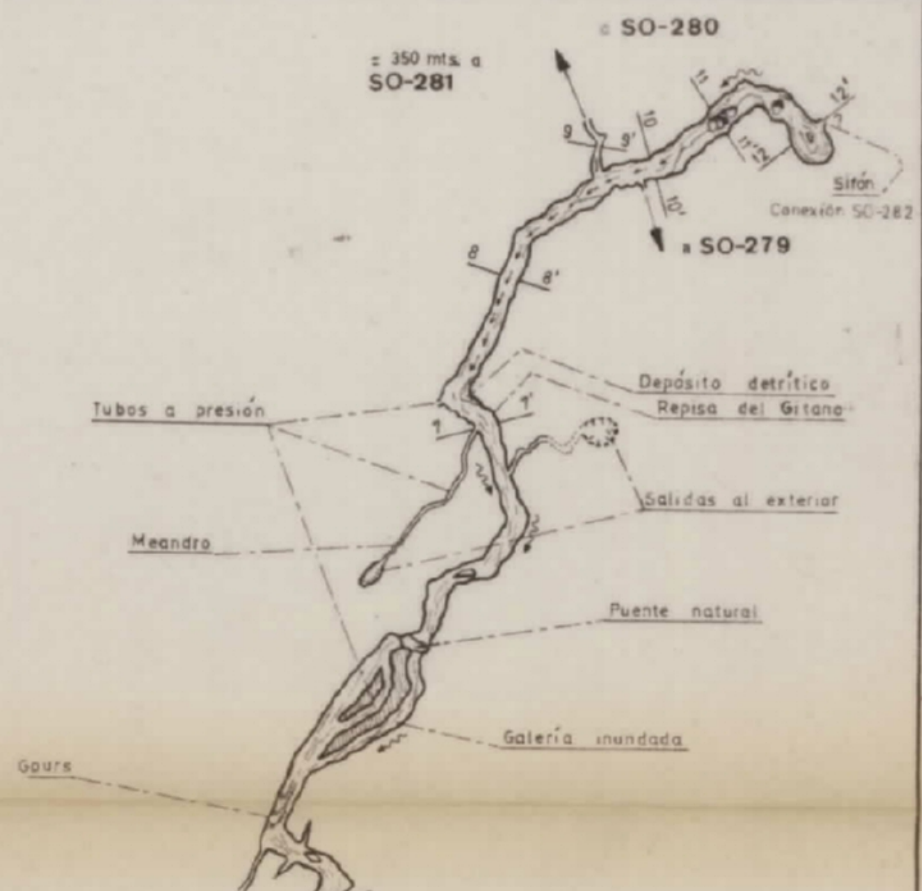 a SO-280
± 350 mts. a
SO-281
11
12'
10
9
9'
11'
12
10'
Sifón
Conexión SO-282
a SO-279
8
8'
Depósito detrítico
Repisa del Gitano
Tubos a presión
7'
7
Salidas al exterior
Meandro
Puente natural
Galería inundada
Gours